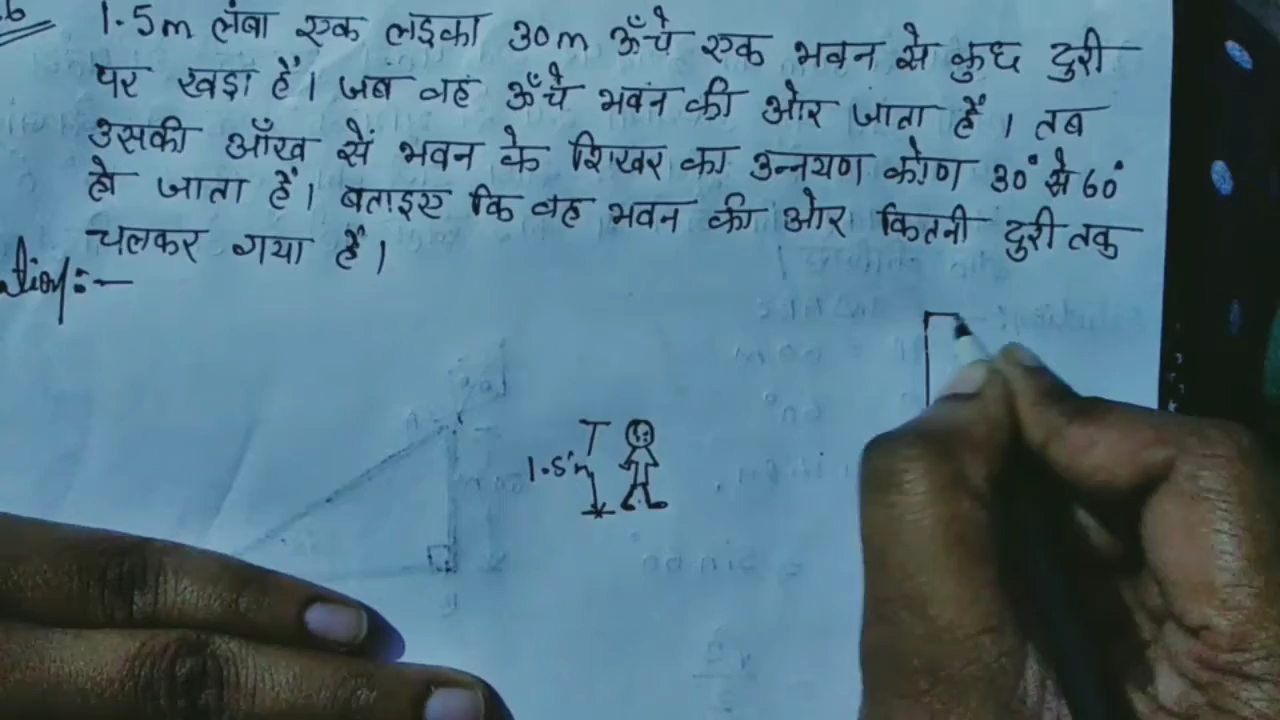 1.5m लंबा एक लड़का 30m ऊँचे एक भवन से कुछ दुरी
पर खड़ा हैं। जब वह ऊँचे भवन की ओर जाता हैं । तब
उसकी आँख सें भवन के शिखर का उन्नयण कोण 30° से 60°
हो जाता हैं। बताइए कि वह भवन की ओर कितनी दुरी तक
चलकर गया हैं।
1.5m